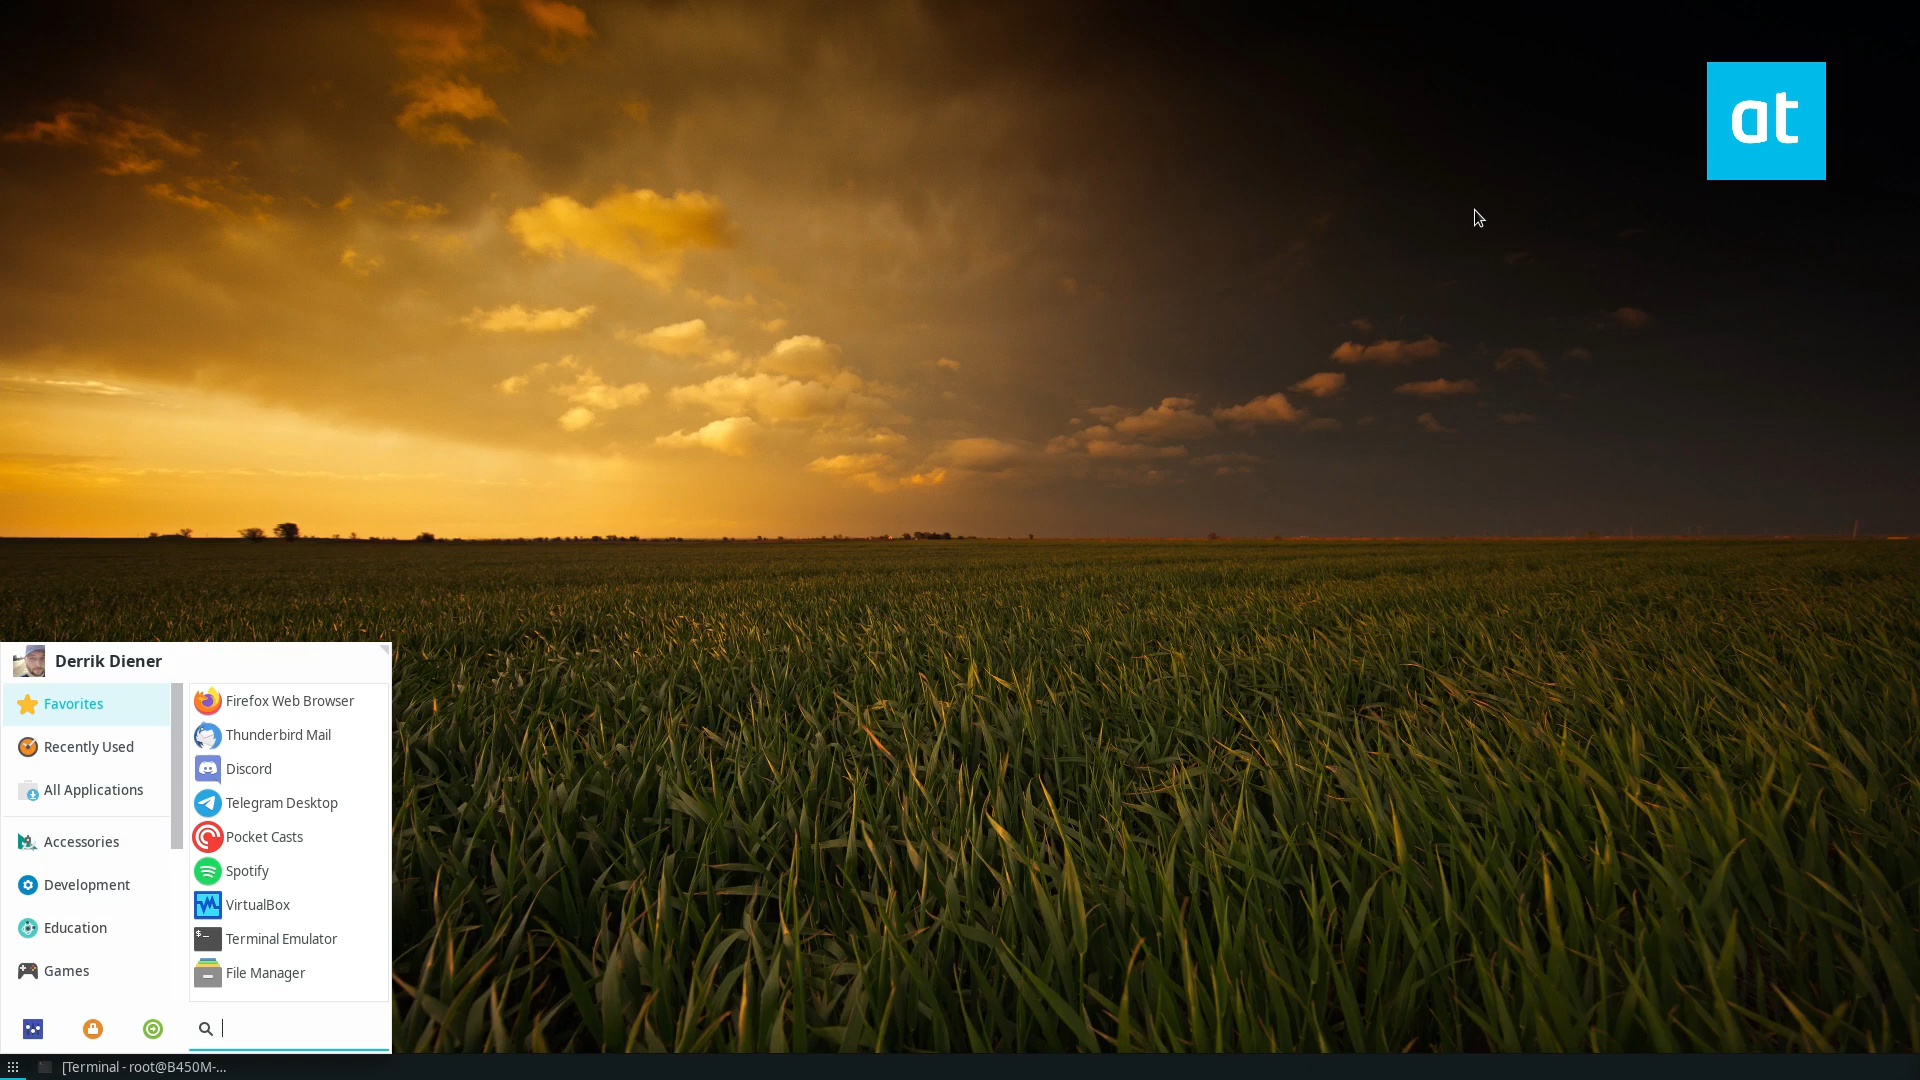 at
Derrik Diener
Favorites
Recently Used
All Applications
Accessories
Development
Education
Games
Firefox Web Browser
Thunderbird Mail
Discord
Telegram Desktop
Pocket Casts
Spotify
VirtualBox
$_
Terminal Emulator
File Manager
[Terminal - root@B450M-...